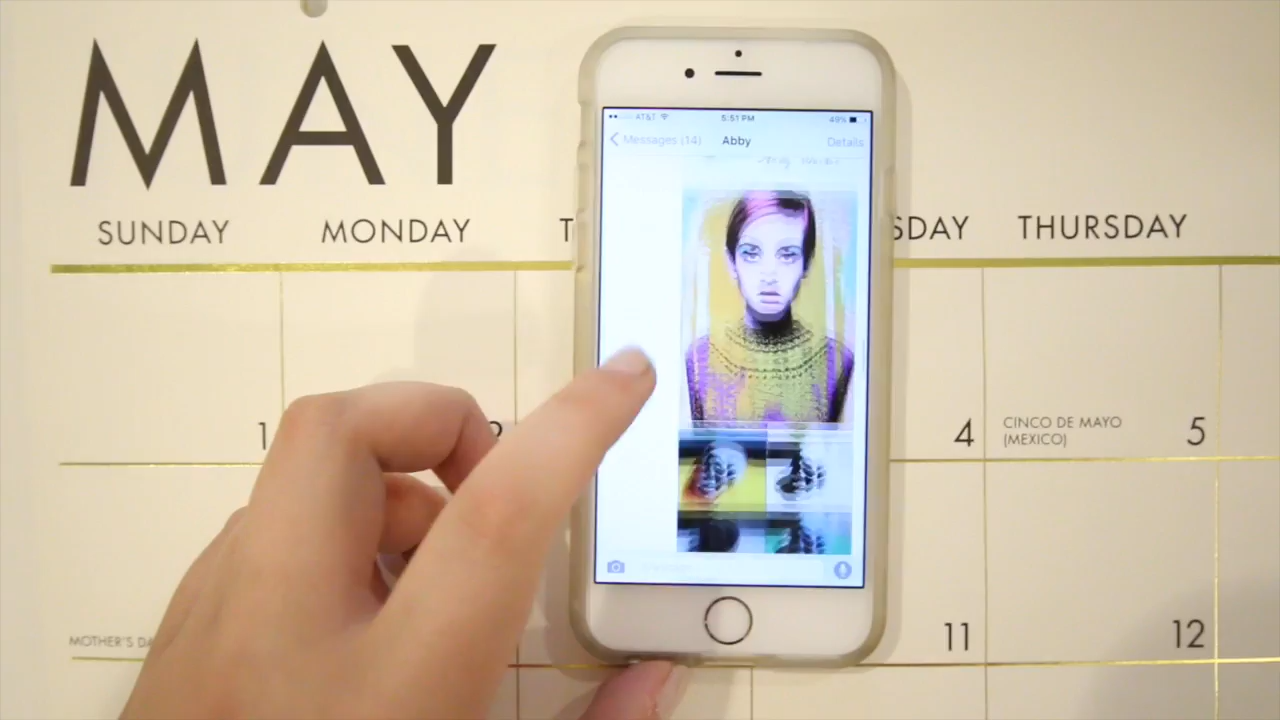 MAY
SUNDAY MONDAY T SDAY THURSDAY
AT&T 5:51 PM 49%
Messages (14) Abby Details
1 2 4 CINCO DE MAYO
(MEXICO) 5
MOTHER'S DA 11 12